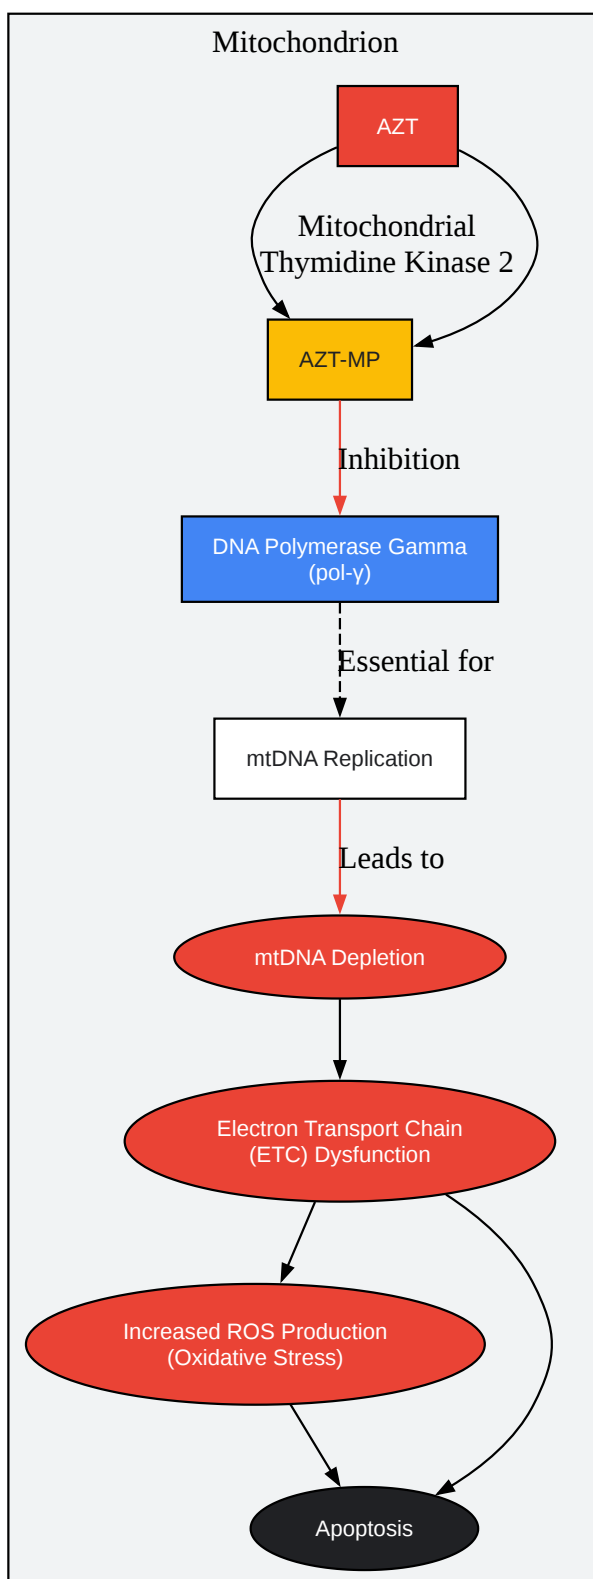 Mitochondrion
AZT
Mitochondrial
Thymidine Kinase 2
AZT-MP
Inhibition
DNA Polymerase Gamma
(pol-γ)
Essential for
mtDNA Replication
Leads to
mtDNA Depletion
Electron Transport Chain
(ETC) Dysfunction
Increased ROS Production
(Oxidative Stress)
Apoptosis